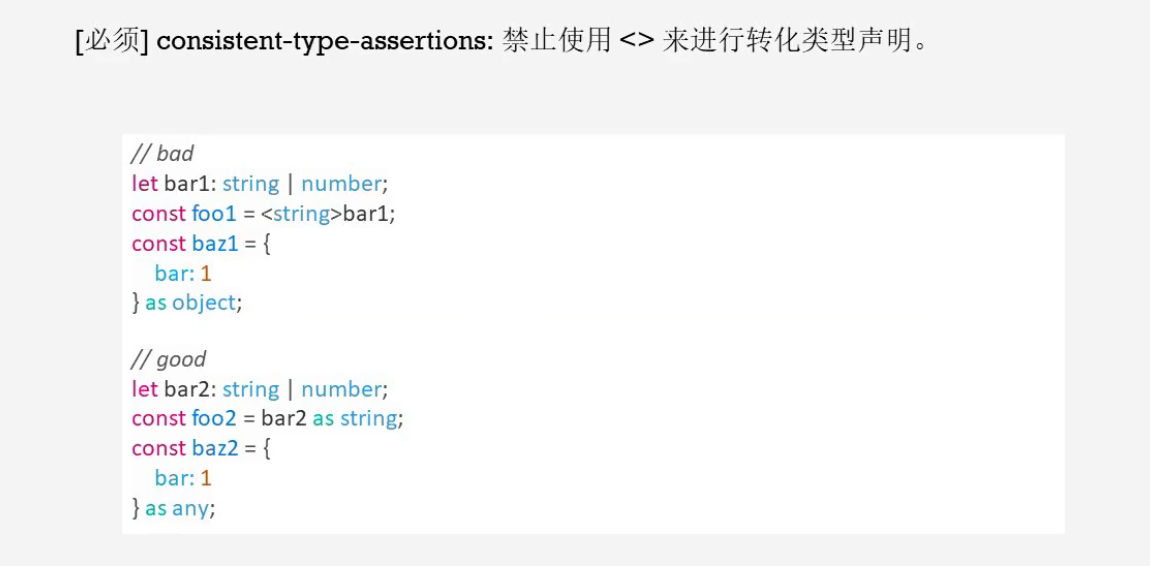 [必须] consistent-type-assertions: 禁止使用 <> 来进行转化类型声明。
// bad
let bar1: string | number;
const foo1 = <string>bar1;
const baz1 = {
bar: 1
} as object;
// good
let bar2: string | number;
const foo2 = bar2 as string;
const baz2 = {
bar: 1
} as any;